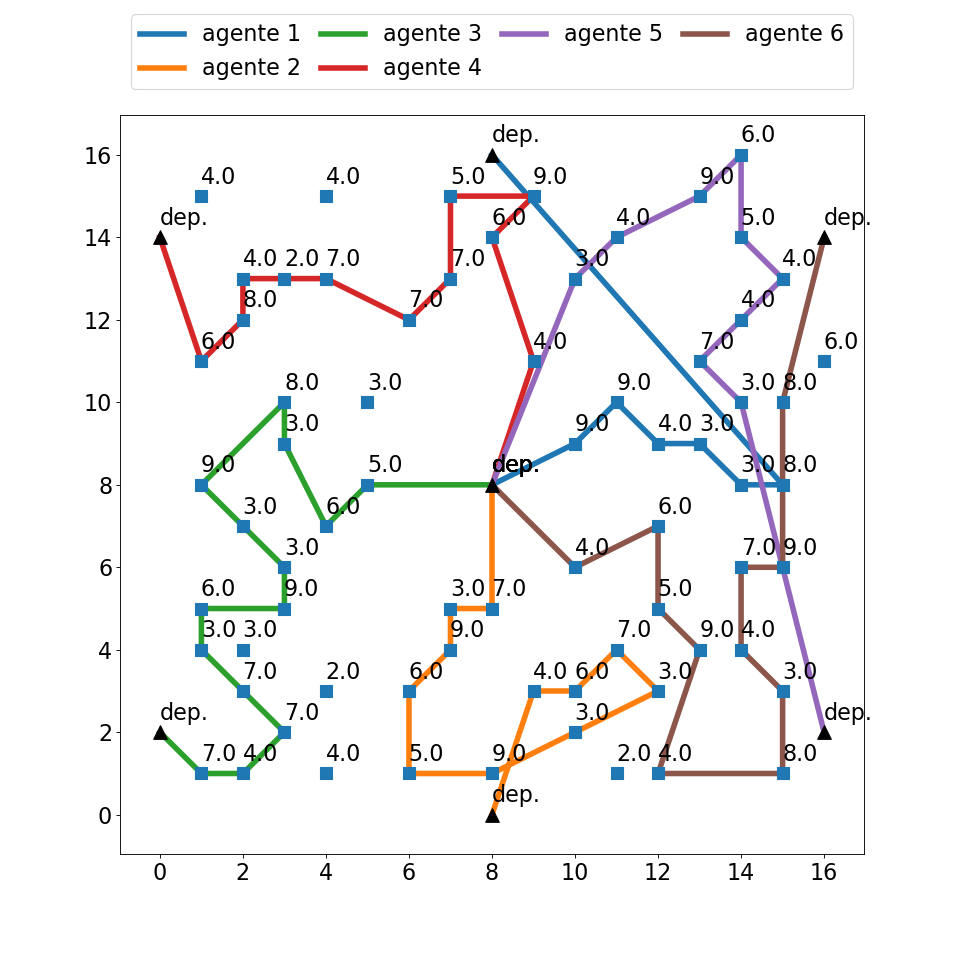 agente 1 agente 3 agente 5 agente 6
agente 2 agente 4
dep. 6.0
16
4.0 4.0 5.0 9.0 9.0
dep. 6.0 4.0 5.0 dep.
14
4.0 2.0 7.0 7.0 3.0 4.0
8.0 7.0 4.0
12
6.0 4.0 7.0 6.0
8.0 3.0 9.0 3.0 8.0
10
3.0 9.0 4.0 3.0
9.0 5.0 dep. 3.0 8.0
8
3.0 6.0 6.0
3.0 4.0 7.0 9.0
6
6.0 9.0 3.0 7.0 5.0
3.0 3.0 9.0 7.0 9.0 4.0
4
7.0 2.0 6.0 4.0 6.0 3.0 3.0
dep. 7.0 3.0 dep.
2
7.0 4.0 4.0 5.0 9.0 2.0 4.0 8.0
dep.
0
0 2 4 6 8 10 12 14 16